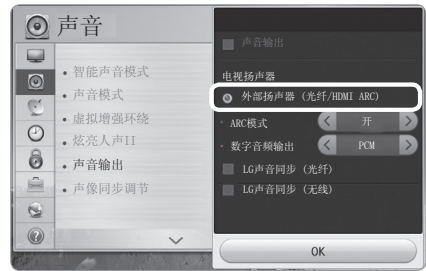 声音
• 智能声音模式
• 声音模式
• 虚拟增强环绕
• 炫亮人声II
• 声音输出
• 声像同步调节
声音输出
电视扬声器
外部扬声器 (光纤/HDMI ARC)
• ARC模式 < 开 >
• 数字音频输出 < PCM >
LG声音同步 (光纤)
LG声音同步 (无线)
OK